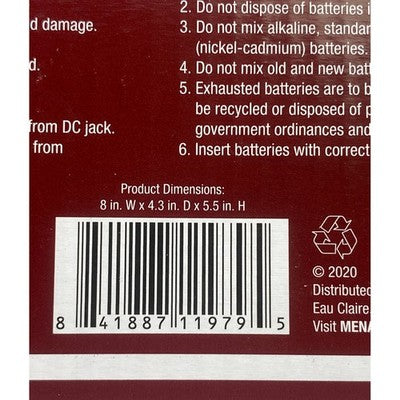 d damage.
d.
from DC jack.
from
2. Do not dispose of batteries i
3. Do not mix alkaline, standar
(nickel-cadmium) batteries.
4. Do not mix old and new batt
5. Exhausted batteries are to b
be recycled or disposed of p
government ordinances and
6. Insert batteries with correct
Product Dimensions:
8 in. W x 4.3 in. D x 5.5 in. H
8 41887 11979 5
© 2020
Distributed
Eau Claire,
Visit MENA